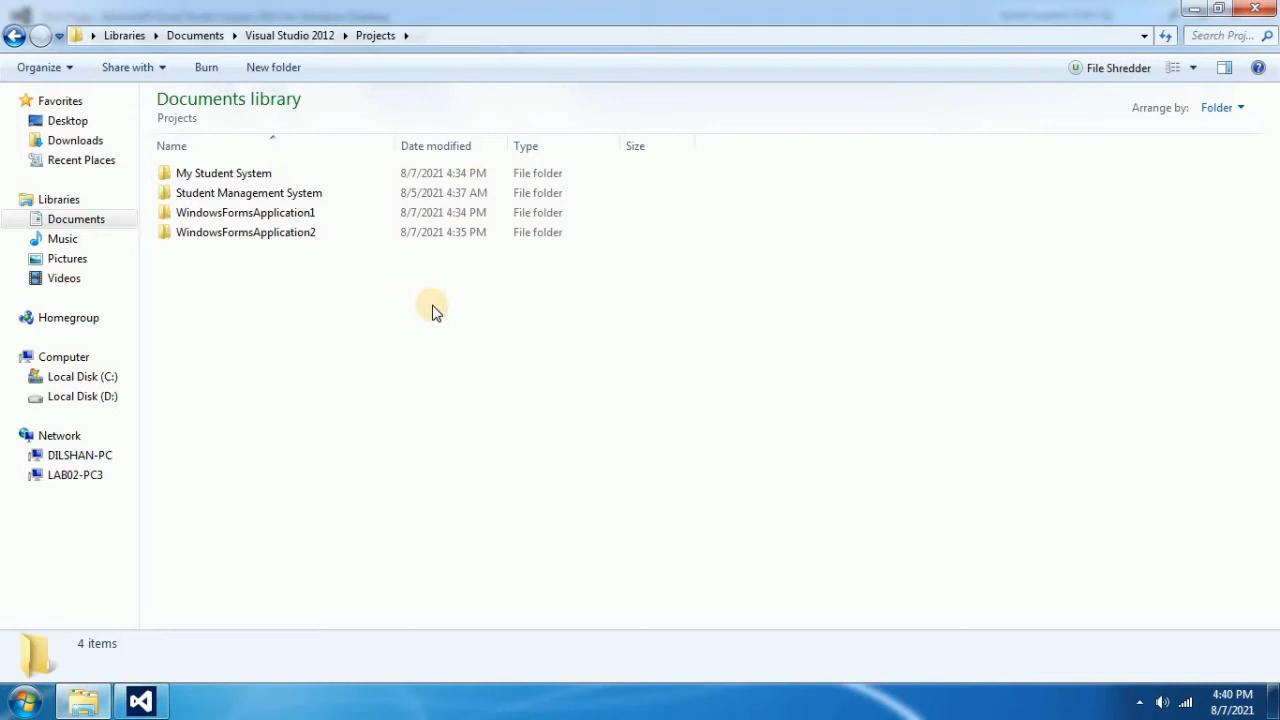 Libraries Documents Visual Studio 2012 Projects Search Proj...
Organize Share with Burn New folder File Shredder
Documents library
Projects
Arrange by: Folder
Name Date modified Type Size
My Student System 8/7/2021 4:34 PM File folder
Student Management System 8/5/2021 4:37 AM File folder
WindowsFormsApplication1 8/7/2021 4:34 PM File folder
WindowsFormsApplication2 8/7/2021 4:35 PM File folder
Favorites
Desktop
Downloads
Recent Places
Libraries
Documents
Music
Pictures
Videos
Homegroup
Computer
Local Disk (C:)
Local Disk (D:)
Network
DILSHAN-PC
LAB02-PC3
4 items
4:40 PM
8/7/2021